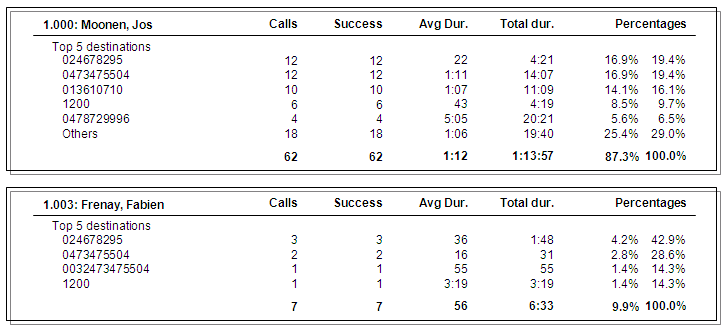 1.000: Moonen, Jos Calls Success Avg Dur. Total dur. Percentages
Top 5 destinations
024678295 12 12 22 4:21 16.9% 19.4%
0473475504 12 12 1:11 14:07 16.9% 19.4%
013610710 10 10 1:07 11:09 14.1% 16.1%
1200 6 6 43 4:19 8.5% 9.7%
0478729996 4 4 5:05 20:21 5.6% 6.5%
Others 18 18 1:06 19:40 25.4% 29.0%
62 62 1:12 1:13:57 87.3% 100.0%
1.003: Frenay, Fabien Calls Success Avg Dur. Total dur. Percentages
Top 5 destinations
024678295 3 3 36 1:48 4.2% 42.9%
0473475504 2 2 16 31 2.8% 28.6%
0032473475504 1 1 55 55 1.4% 14.3%
1200 1 1 3:19 3:19 1.4% 14.3%
7 7 56 6:33 9.9% 100.0%